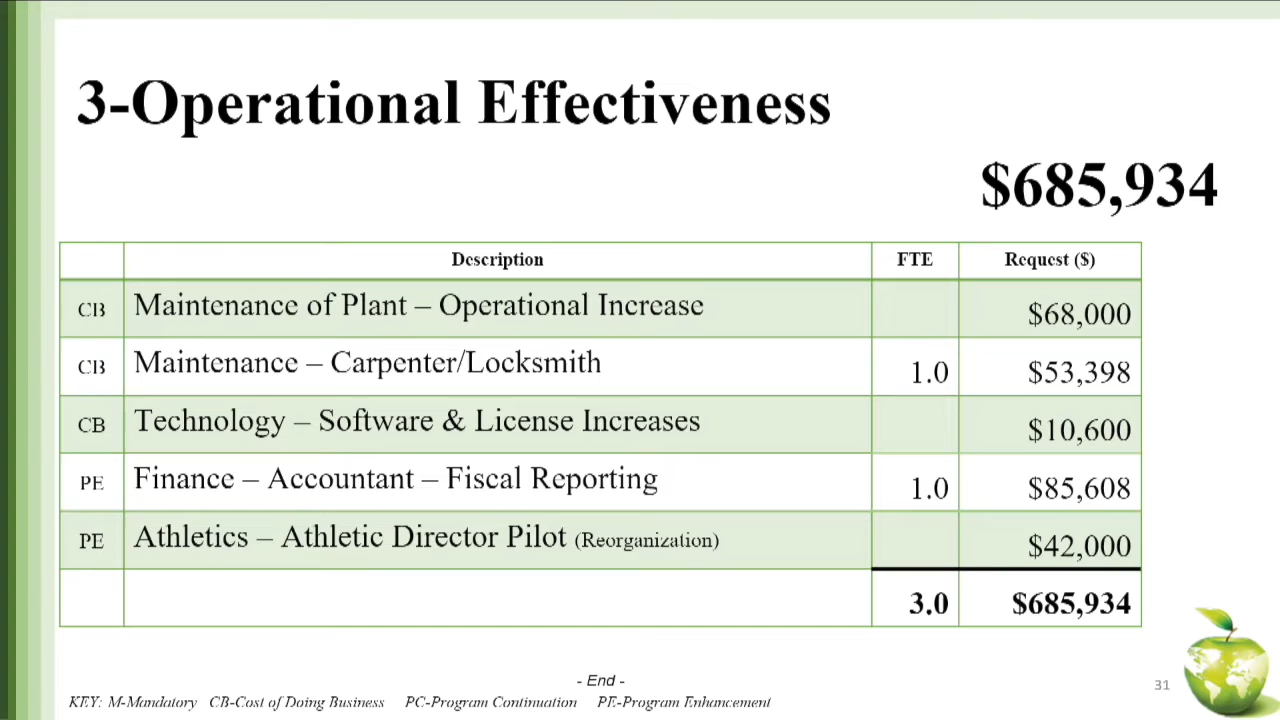 3-Operational Effectiveness
$685,934
Description FTE Request ($)
CB Maintenance of Plant – Operational Increase $68,000
CB Maintenance – Carpenter/Locksmith 1.0 $53,398
CB Technology – Software & License Increases $10,600
PE Finance – Accountant – Fiscal Reporting 1.0 $85,608
PE Athletics – Athletic Director Pilot (Reorganization) $42,000
3.0 $685,934
- End -
31
KEY: M-Mandatory CB-Cost of Doing Business PC-Program Continuation PE-Program Enhancement